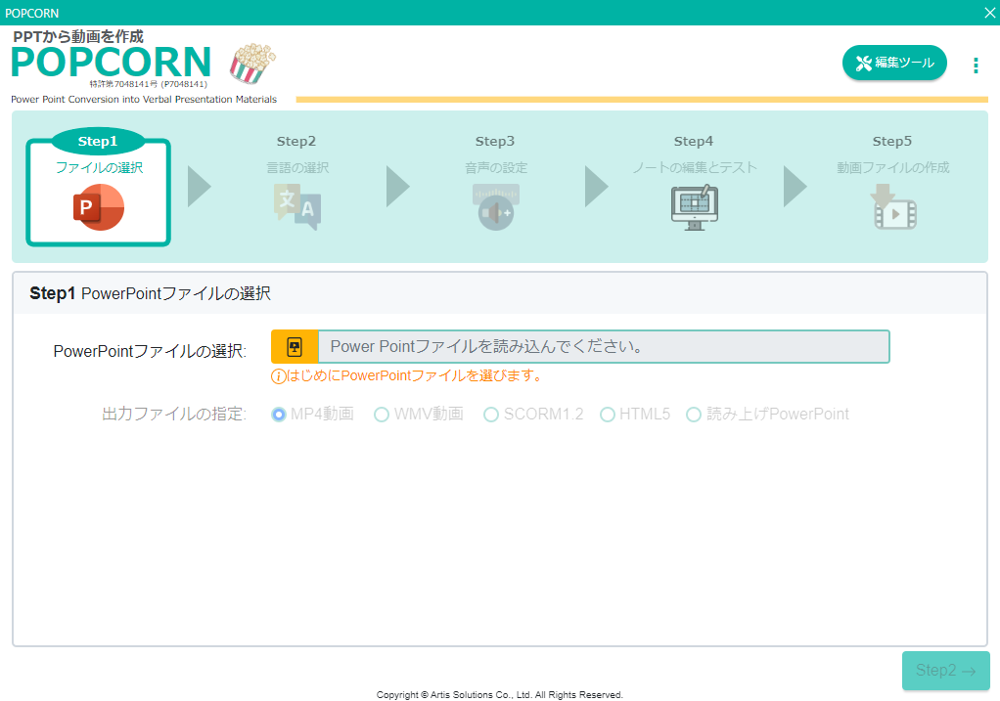 POPCORN
PPTから動画を作成
POPCORN
特許第7048141号 (P7048141)
Power Point Conversion into Verbal Presentation Materials
編集ツール
Step1
ファイルの選択
P
Step2
言語の選択
文 A
Step3
音声の設定
Step4
ノートの編集とテスト
Step5
動画ファイルの作成
Step1 PowerPointファイルの選択
PowerPointファイルの選択:
Power Pointファイルを読み込んでください。
はじめにPowerPointファイルを選びます。
出力ファイルの指定:
MP4動画 WMV動画 SCORM1.2 HTML5 読み上げPowerPoint
Step2 →
Copyright © Artis Solutions Co., Ltd. All Rights Reserved.